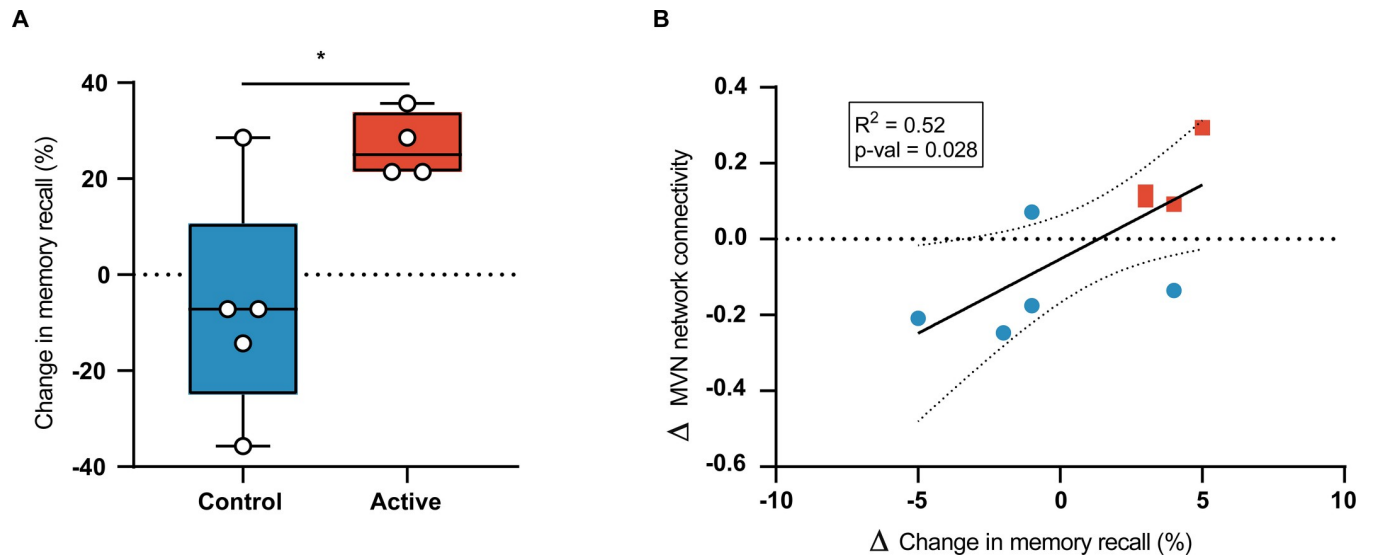 A
*
Change in memory recall (%)
40
20
0
-20
-40
Control Active
B
Δ MVN network connectivity
0.4
0.2
0.0
-0.2
-0.4
-0.6
R² = 0.52
p-val = 0.028
-10 -5 0 5 10
Δ Change in memory recall (%)